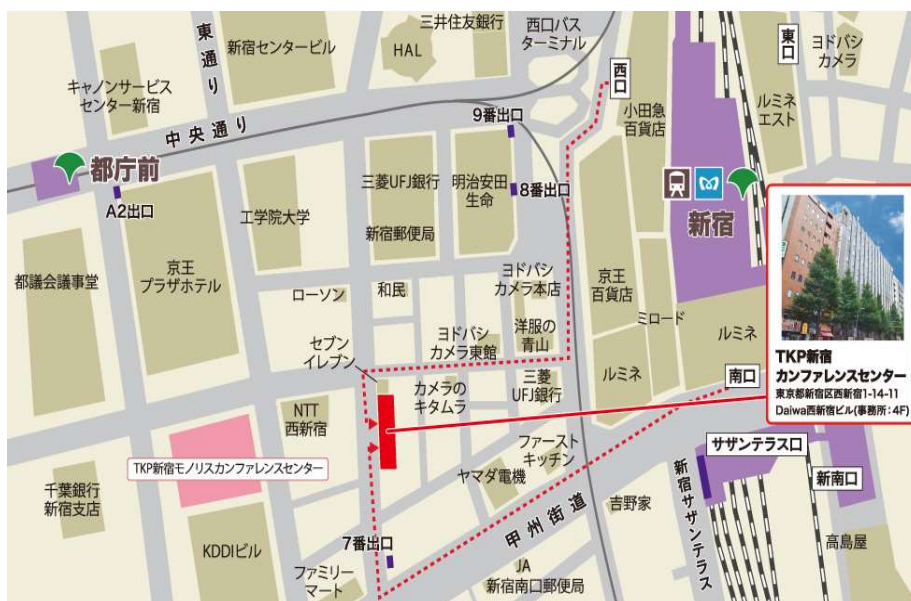 東通り
新宿センタービル
HAL
三井住友銀行
西口バス
ターミナル
西口
東口
ヨドバシ
カメラ
キャノンサービス
センター新宿
中央通り
9番出口
小田急
百貨店
ルミネ
エスト
都庁前
A2出口
工学院大学
三菱UFJ銀行
明治安田
生命
8番出口
新宿
新宿郵便局
都議会議事堂
京王
プラザホテル
ローソン
和民
ヨドバシ
カメラ本店
京王
百貨店
ミロード
ルミネ
セブン
イレブン
ヨドバシ
カメラ東館
洋服の
青山
TKP新宿
カンファレンスセンター
東京都新宿区西新宿1-14-11
Daiwa西新宿ビル(事務所:4F)
NTT
西新宿
カメラの
キタムラ
三菱
UFJ銀行
ルミネ
南口
TKP新宿モノリスカンファレンスセンター
ファースト
キッチン
ヤマダ電機
サザンテラス口
新南口
千葉銀行
新宿支店
KDDIビル
7番出口
甲州街道
吉野家
新宿サザンテラス
高島屋
ファミリー
マート
JA
新宿南口郵便局